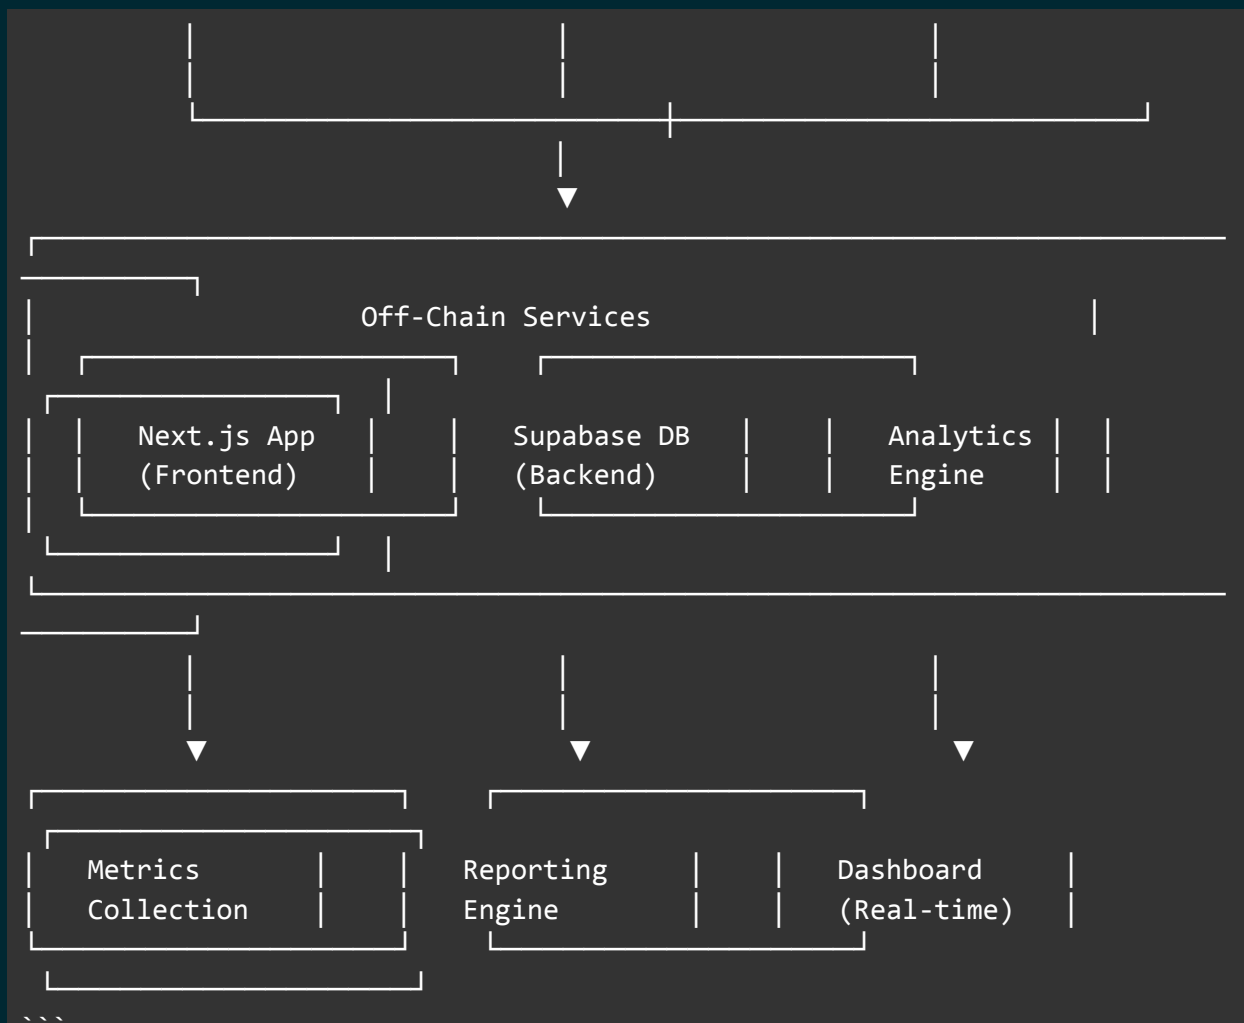 Off-Chain Services
Next.js App Supabase DB Analytics
(Frontend) (Backend) Engine
Metrics Reporting Dashboard
Collection Engine (Real-time)
```